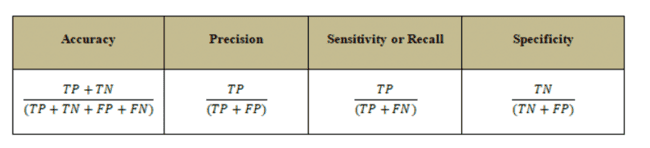 Accuracy Precision Sensitivity or Recall Specificity
TP + TN TP TP TN
(TP + TN + FP + FN) (TP + FP) (TP + FN) (TN + FP)